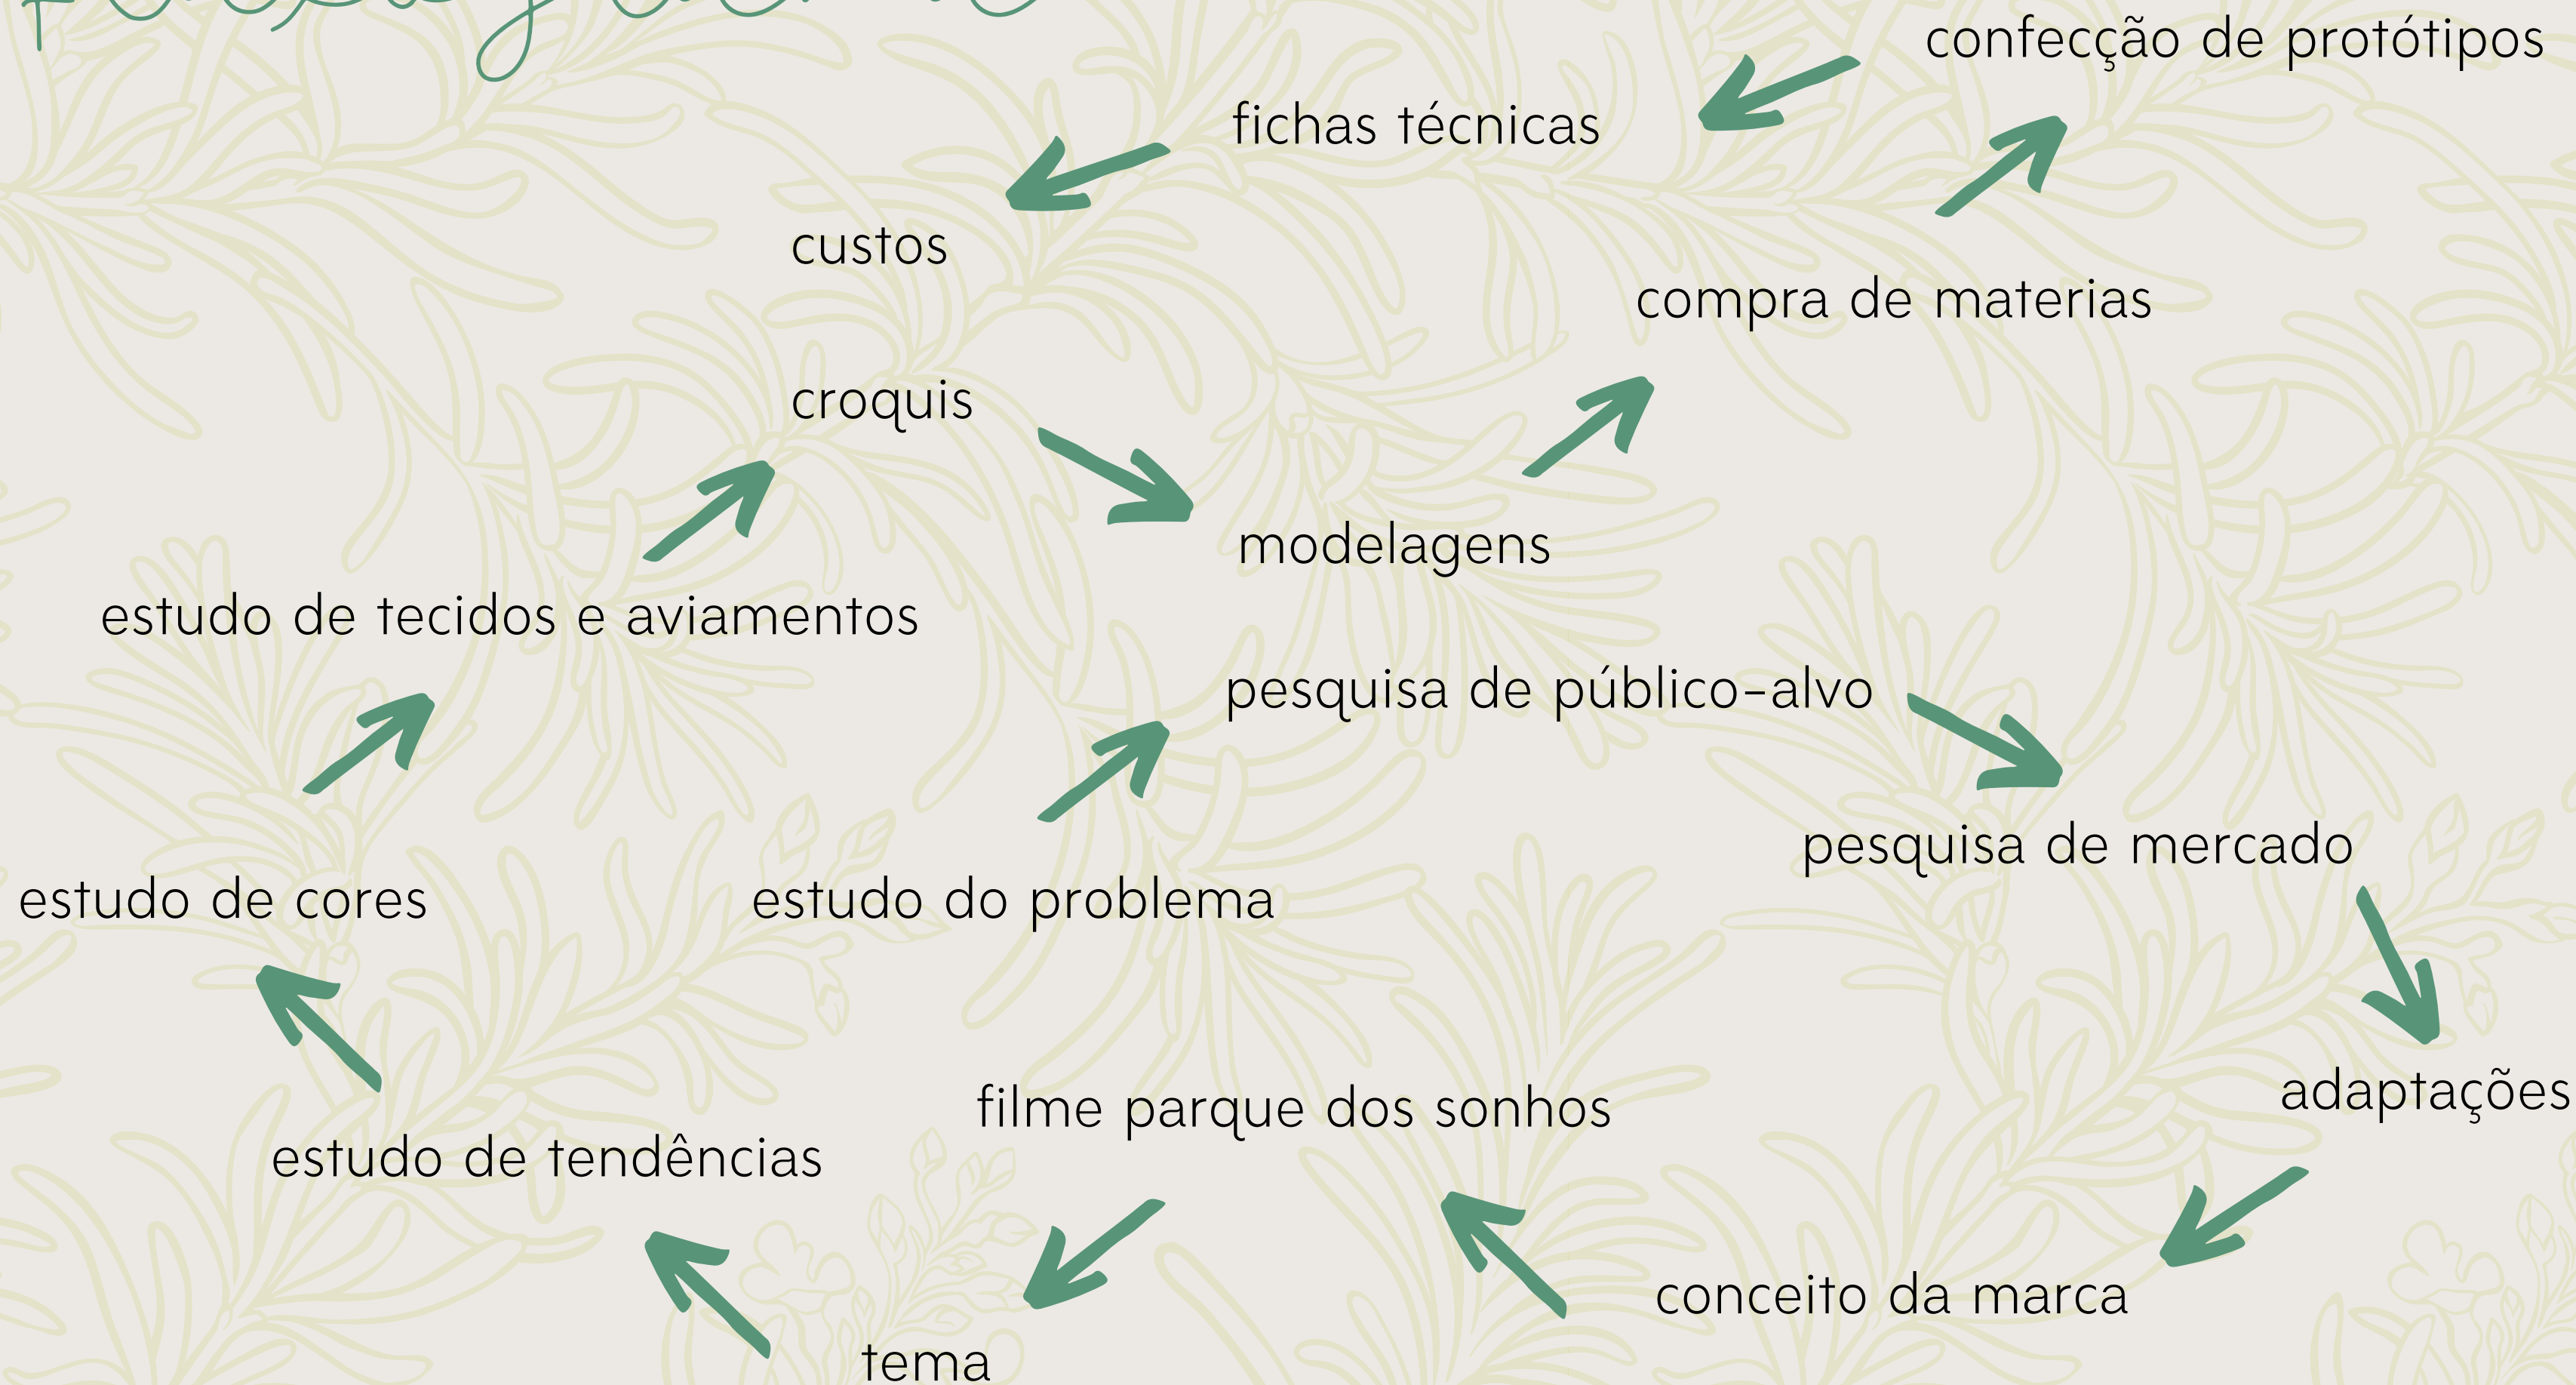 confecção de protótipos
fichas técnicas
custos
compra de materias
croquis
modelagens
estudo de tecidos e aviamentos
pesquisa de público-alvo
pesquisa de mercado
estudo de cores
estudo do problema
adaptações
filme parque dos sonhos
estudo de tendências
conceito da marca
tema